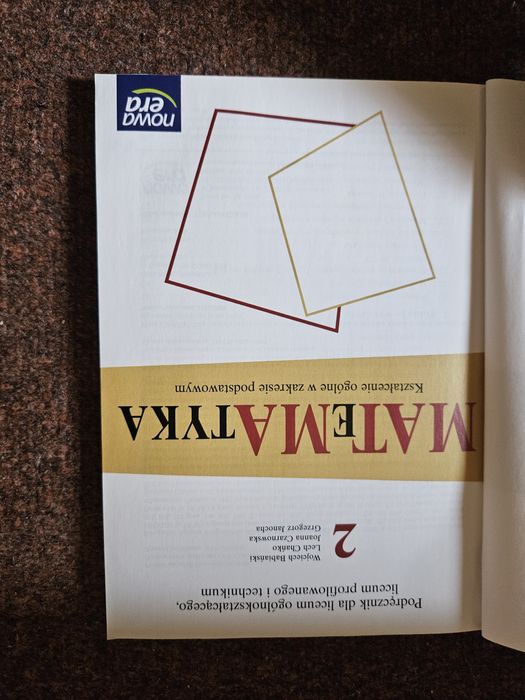 Podręcznik dla liceum ogólnokształcącego,
liceum profilowanego i technikum
Wojciech Babiański
Lech Chańko
Joanna Czarnowska
Grzegorz Janocha
2
MATEMATYKA
Kształcenie ogólne w zakresie podstawowym
nowa
era